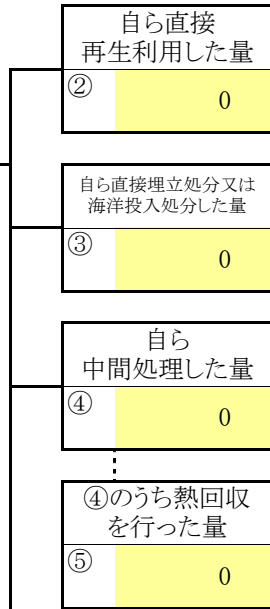 自ら直接
再生利用した量
② 0
自ら直接埋立処分又は
海洋投入処分した量
③ 0
自ら
中間処理した量
④ 0
④のうち熱回収
を行った量
⑤ 0